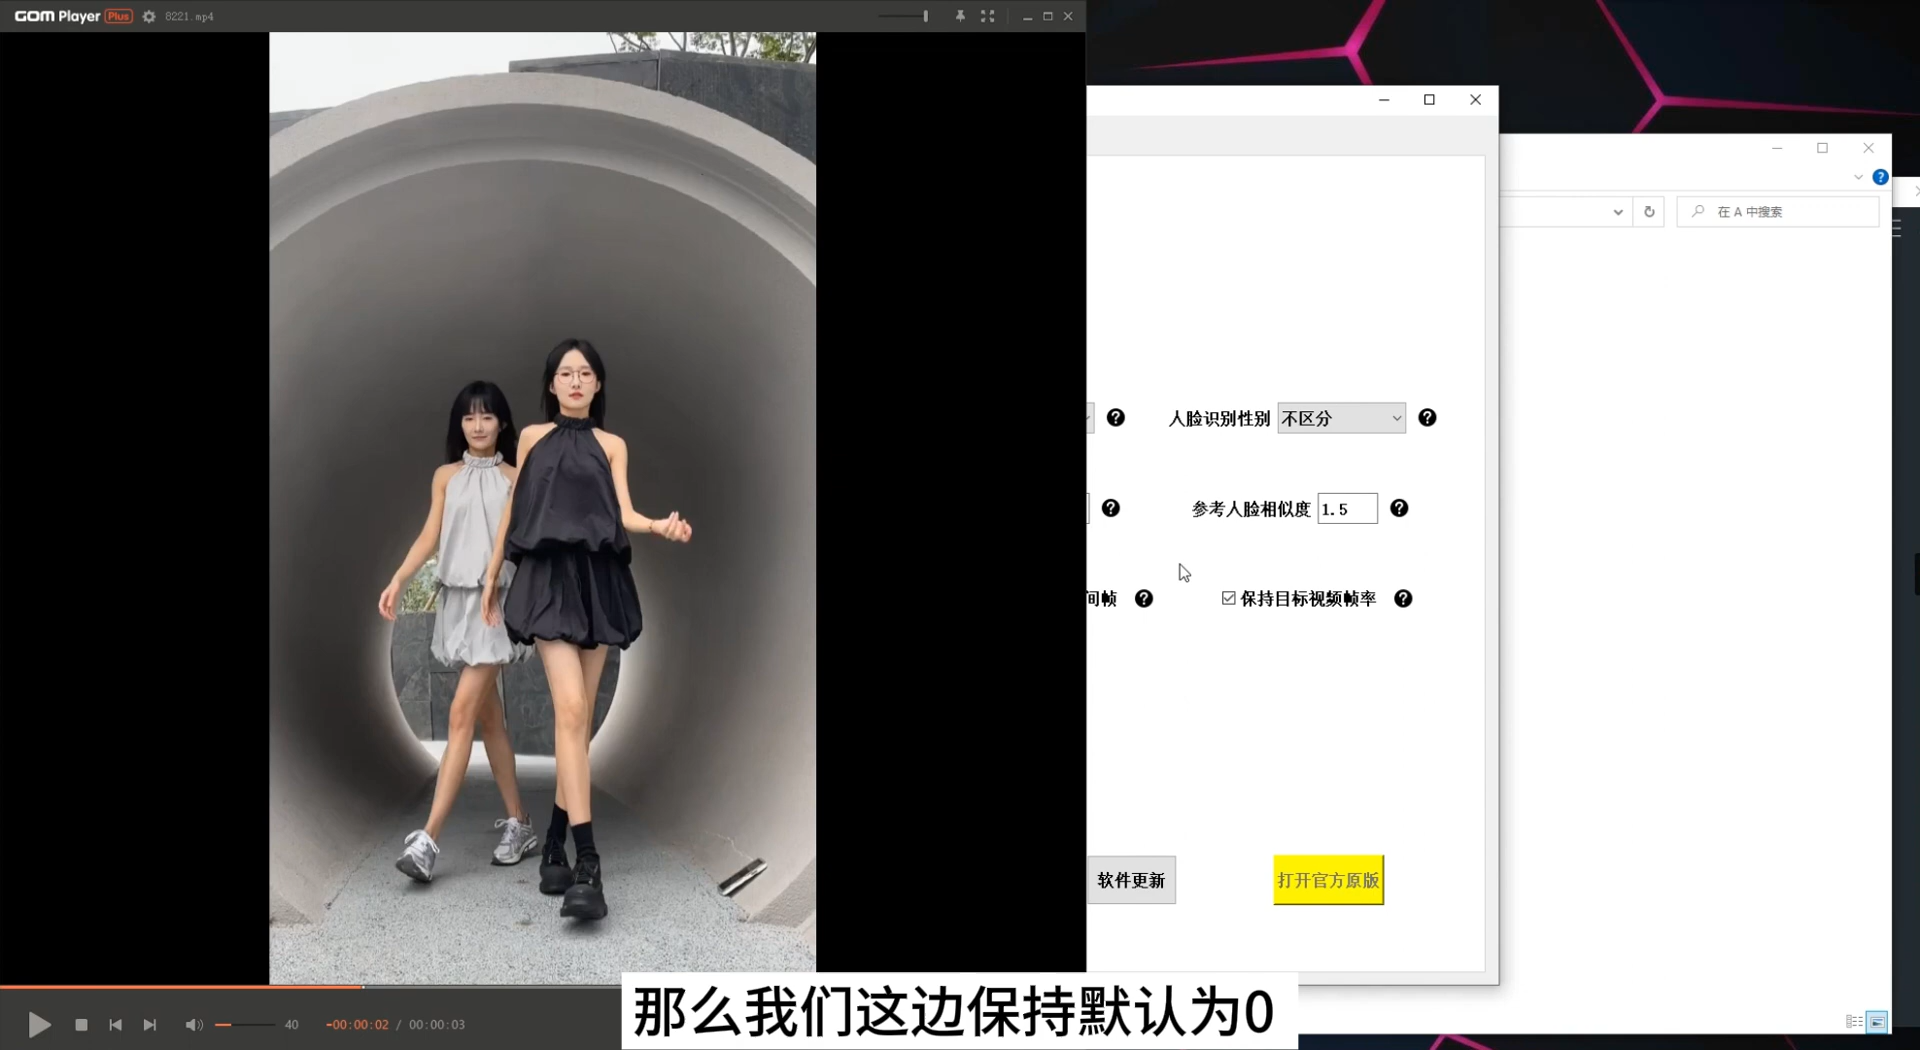 GOM Player Plus 8221.mp4
在 A 中搜索
人脸识别性别 不区分
参考人脸相似度 1.5
间帧 保持目标视频帧率
软件更新 打开官方原版
那么我们这边保持默认为0
40 -00:00:02 / 00:00:03